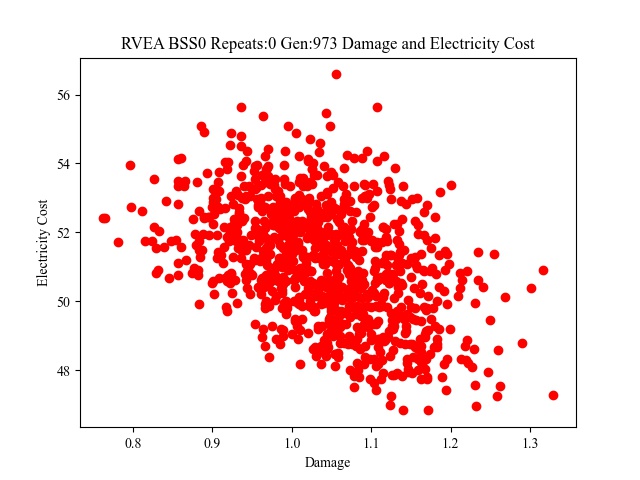 RVEA BSS0 Repeats:0 Gen:973 Damage and Electricity Cost
56
54
52
50
48
Electricity Cost
0.8 0.9 1.0 1.1 1.2 1.3
Damage